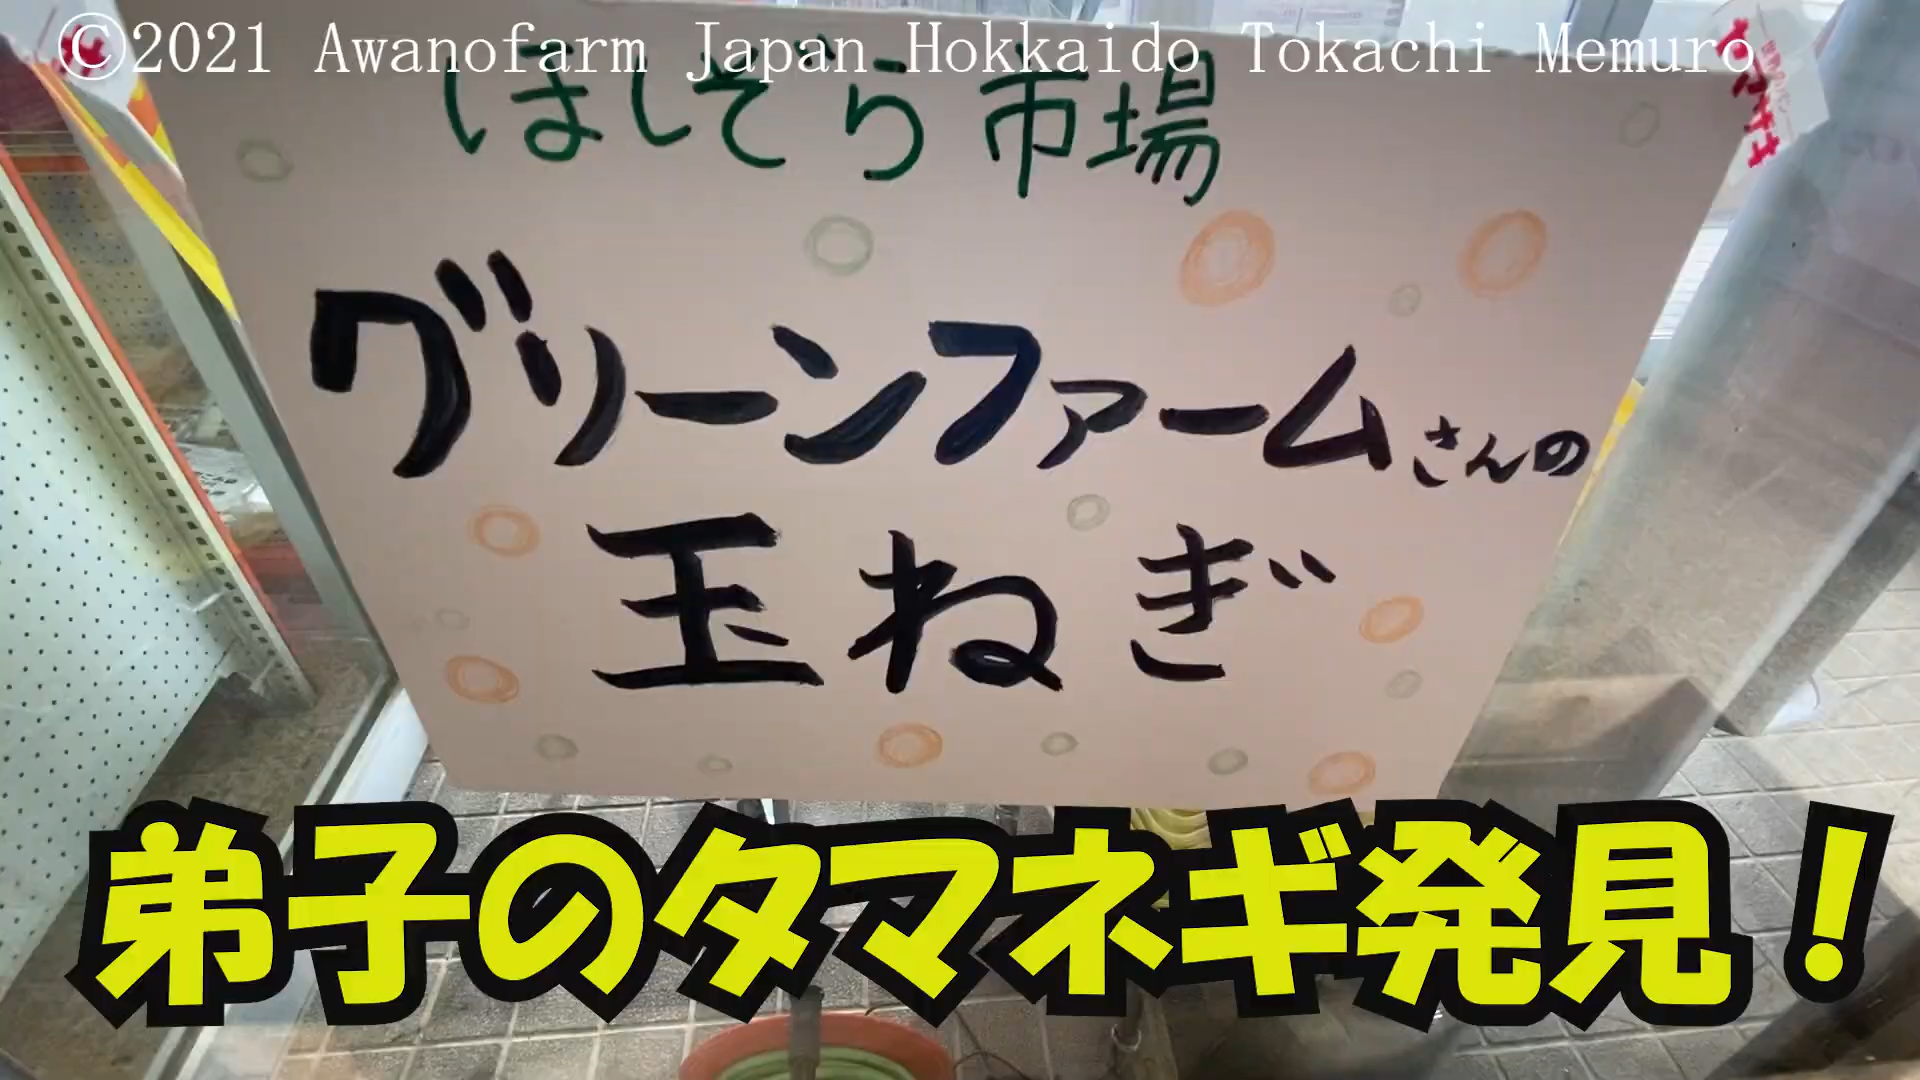 ©2021 Awanofarm Japan Hokkaido Tokachi Memuro
ほしぞら市場
グリーンファームさんの
玉ねぎ
弟子のタマネギ発見！